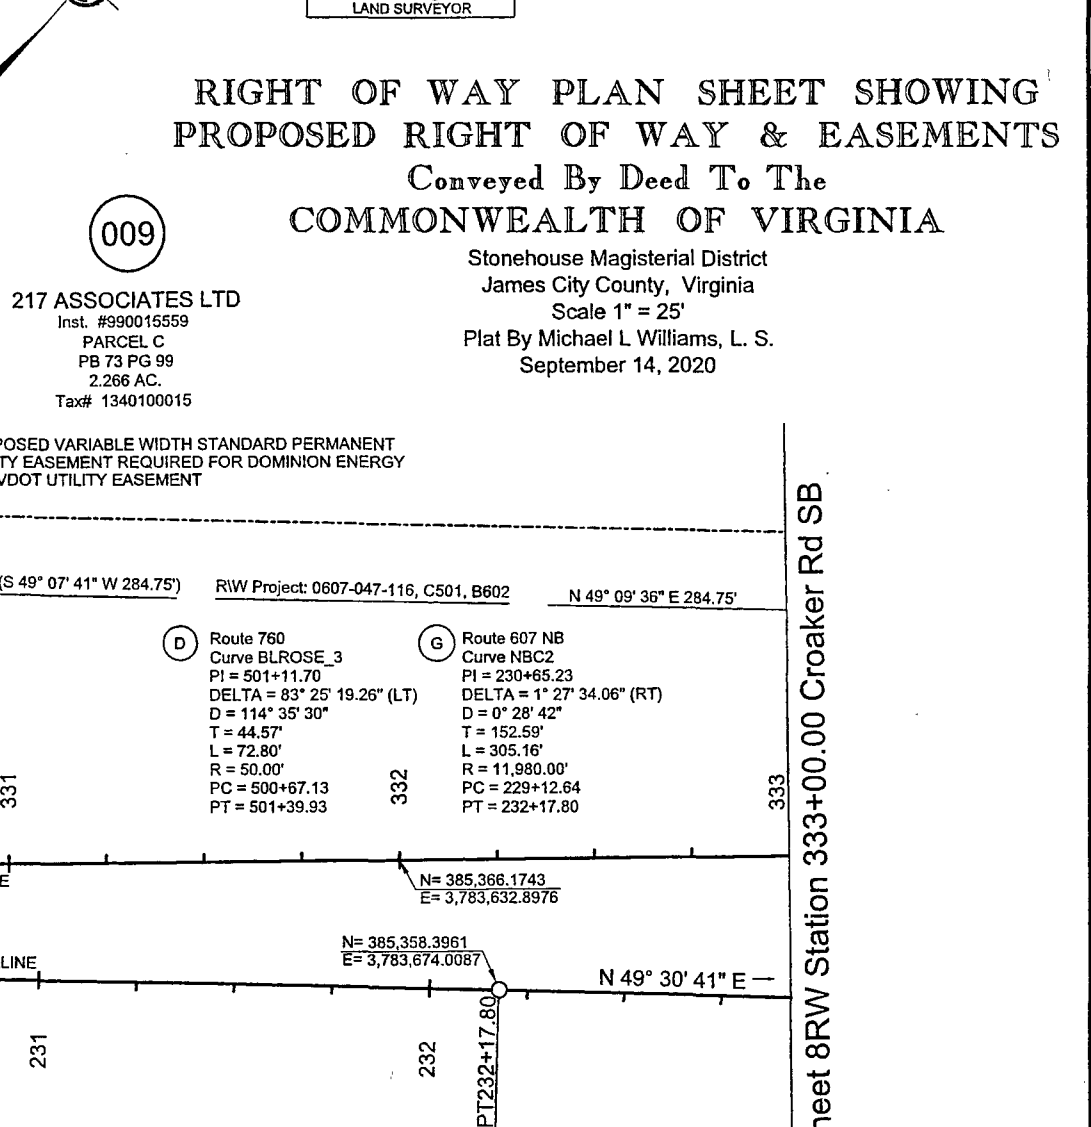 LAND SURVEYOR
RIGHT OF WAY PLAN SHEET SHOWING
PROPOSED RIGHT OF WAY & EASEMENTS
Conveyed By Deed To The
COMMONWEALTH OF VIRGINIA
Stonehouse Magisterial District
James City County, Virginia
Scale 1" = 25'
Plat By Michael L Williams, L. S.
September 14, 2020
009
217 ASSOCIATES LTD
Inst. #990015559
PARCEL C
PB 73 PG 99
2.266 AC.
Tax# 1340100015
POSED VARIABLE WIDTH STANDARD PERMANENT
TY EASEMENT REQUIRED FOR DOMINION ENERGY
VDOT UTILITY EASEMENT
(S 49° 07' 41" W 284.75')
R\W Project: 0607-047-116, C501, B602
N 49° 09' 36" E 284.75'
D
Route 760
Curve BLROSE_3
PI = 501+11.70
DELTA = 83° 25' 19.26" (LT)
D = 114° 35' 30"
T = 44.57'
L = 72.80'
R = 50.00'
PC = 500+67.13
PT = 501+39.93
G
Route 607 NB
Curve NBC2
PI = 230+65.23
DELTA = 1° 27' 34.06" (RT)
D = 0° 28' 42"
T = 152.59'
L = 305.16'
R = 11,980.00'
PC = 229+12.64
PT = 232+17.80
331
332
333
E
N= 385,366.1743
E= 3,783,632.8976
N= 385,358.3961
E= 3,783,674.0087
LINE
N 49° 30' 41" E
231
232
PT232+17.80
heet 8RW Station 333+00.00 Croaker Rd SB